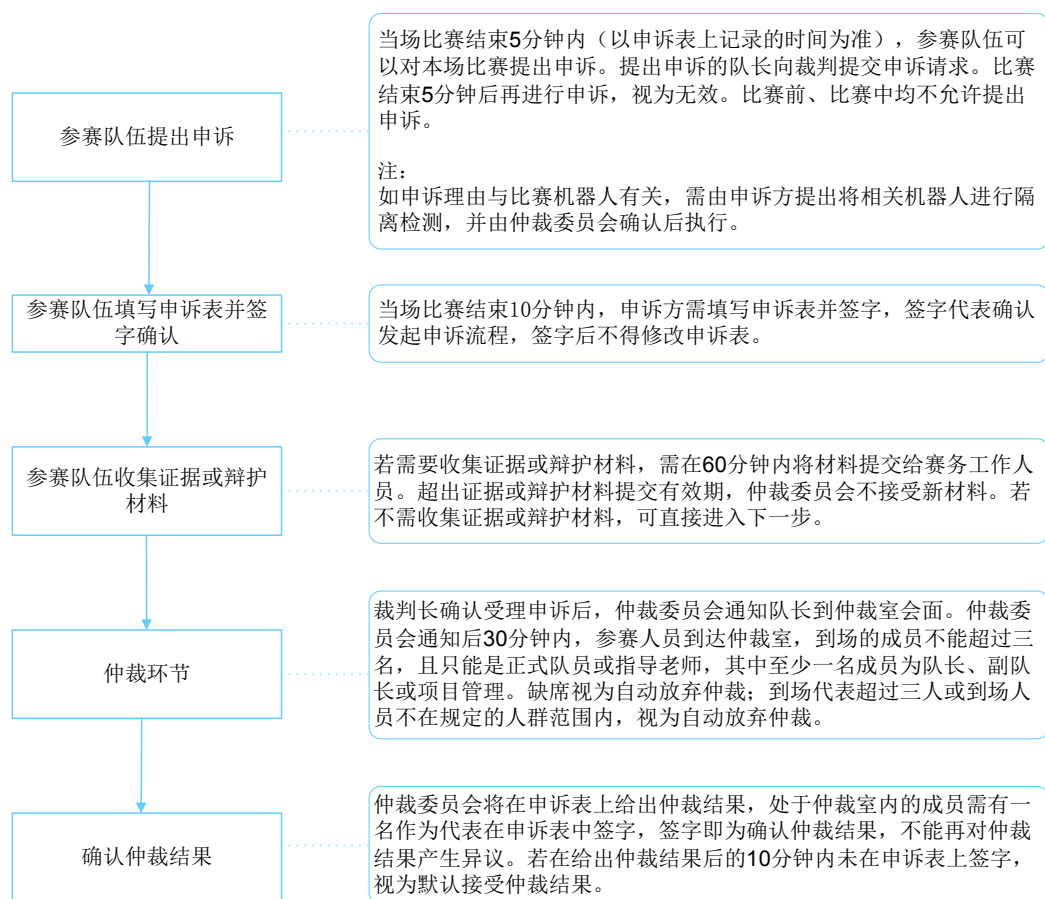 当场比赛结束5分钟内（以申诉表上记录的时间为准），参赛队伍可
以对本场比赛提出申诉。提出申诉的队长向裁判提交申诉请求。比赛
结束5分钟后再进行申诉，视为无效。比赛前、比赛中均不允许提出
申诉。
注：
如申诉理由与比赛机器人有关，需由申诉方提出将相关机器人进行隔
离检测，并由仲裁委员会确认后执行。
参赛队伍提出申诉
参赛队伍填写申诉表并签
字确认
当场比赛结束10分钟内，申诉方需填写申诉表并签字，签字代表确认
发起申诉流程，签字后不得修改申诉表。
参赛队伍收集证据或辩护
材料
若需要收集证据或辩护材料，需在60分钟内将材料提交给赛务工作人
员。超出证据或辩护材料提交有效期，仲裁委员会不接受新材料。若
不需收集证据或辩护材料，可直接进入下一步。
仲裁环节
裁判长确认受理申诉后，仲裁委员会通知队长到仲裁室会面。仲裁委
员会通知后30分钟内，参赛人员到达仲裁室，到场的成员不能超过三
名，且只能是正式队员或指导老师，其中至少一名成员为队长、副队
长或项目管理。缺席视为自动放弃仲裁；到场代表超过三人或到场人
员不在规定的人群范围内，视为自动放弃仲裁。
确认仲裁结果
仲裁委员会将在申诉表上给出仲裁结果，处于仲裁室内的成员需有一
名作为代表在申诉表中签字，签字即为确认仲裁结果，不能再对仲裁
结果产生异议。若在给出仲裁结果后的10分钟内未在申诉表上签字，
视为默认接受仲裁结果。